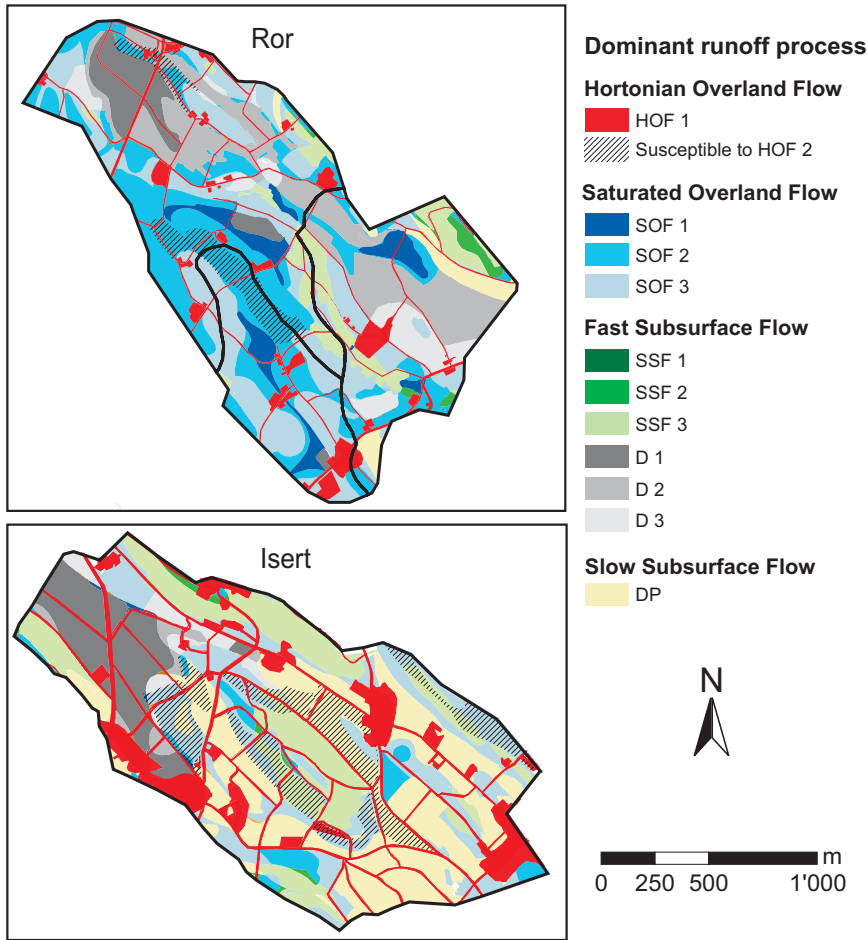 Ror
Isert
Dominant runoff process
Hortonian Overland Flow
HOF 1
Susceptible to HOF 2
Saturated Overland Flow
SOF 1
SOF 2
SOF 3
Fast Subsurface Flow
SSF 1
SSF 2
SSF 3
D 1
D 2
D 3
Slow Subsurface Flow
DP
N
m
0 250 500 1'000